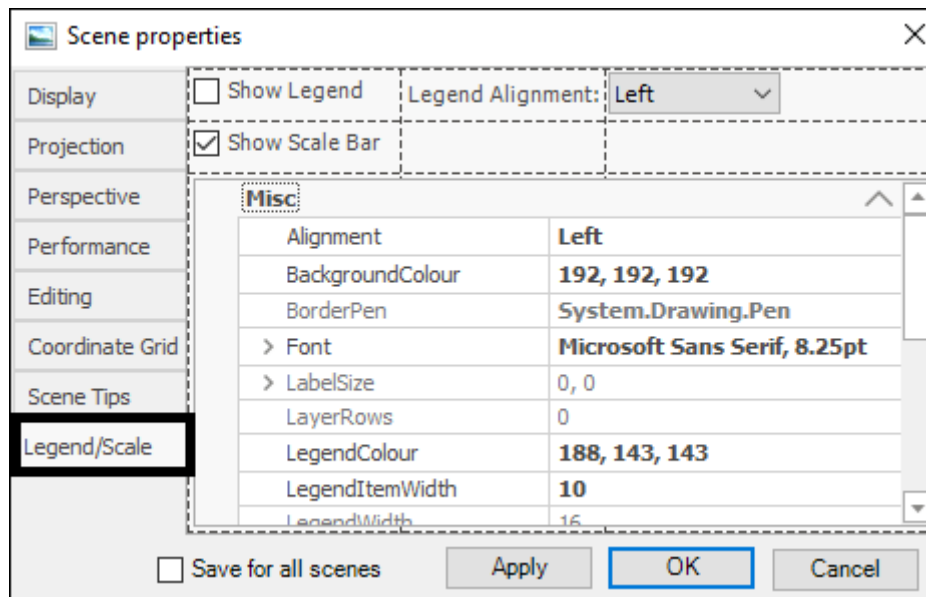 Scene properties
Display
Projection
Perspective
Performance
Editing
Coordinate Grid
Scene Tips
Legend/Scale
Show Legend
Legend Alignment: Left
Show Scale Bar
Misc
Alignment Left
BackgroundColour 192, 192, 192
BorderPen System.Drawing.Pen
Font Microsoft Sans Serif, 8.25pt
LabelSize 0, 0
LayerRows 0
LegendColour 188, 143, 143
LegendItemWidth 10
LegendWidth 16
Save for all scenes
Apply
OK
Cancel